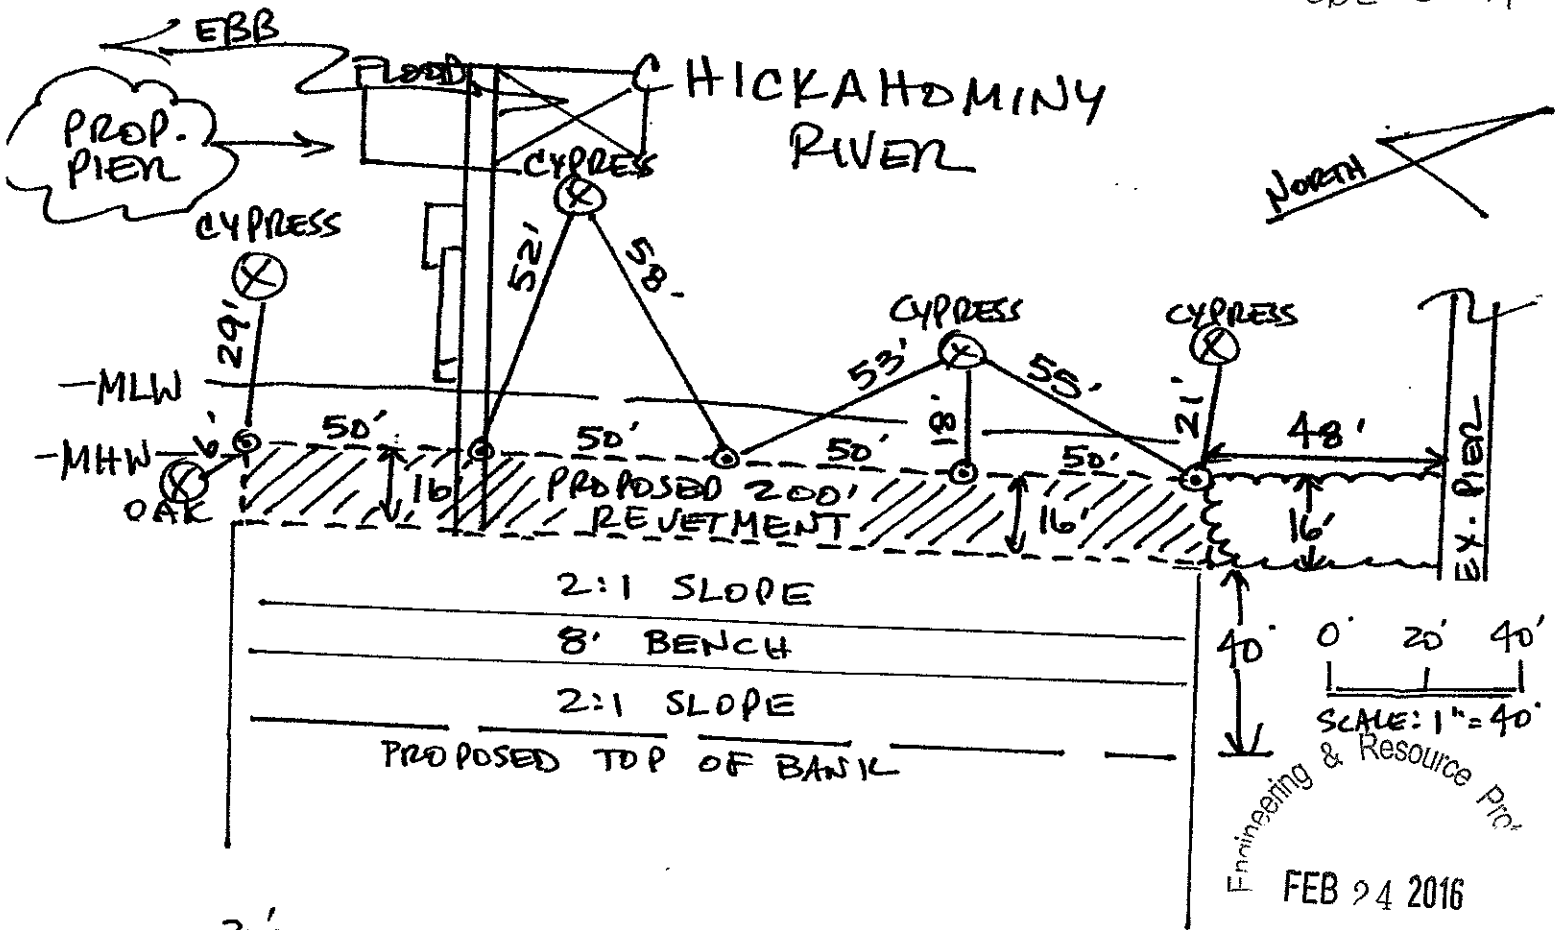 EBB
FLOOD
CHICKAHOMINY
RIVER
PROP.
PIER
NORTH
CYPRESS
CYPRESS
CYPRESS
CYPRESS
29'
52'
58'
53'
55'
18'
21'
48'
-MLW
-MHW
6'
OAK
50'
50'
50'
50'
16'
PROPOSED 200'
REVETMENT
16'
16'
EX. PIER
2:1 SLOPE
8' BENCH
2:1 SLOPE
PROPOSED TOP OF BANK
40'
0' 20' 40'
SCALE: 1" = 40'
Engineering & Resource Pro
FEB 24 2016